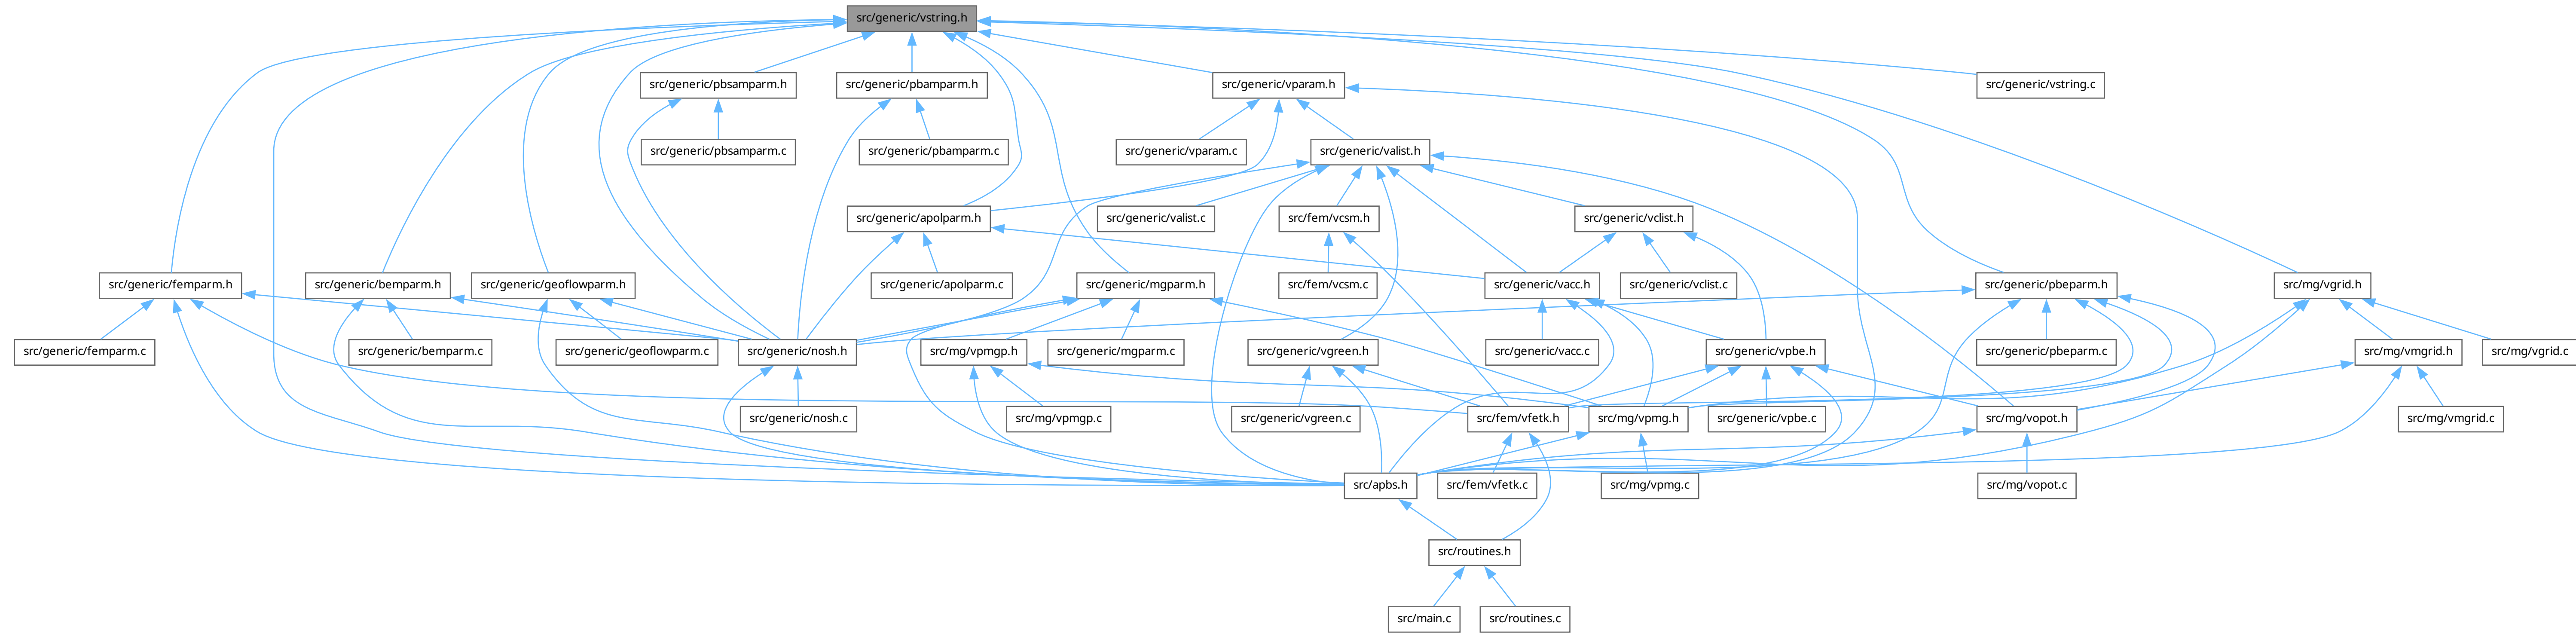 src/generic/vstring.h
src/generic/pbsamparm.h
src/generic/pbamparm.h
src/generic/vparam.h
src/generic/vstring.c
src/generic/pbsamparm.c
src/generic/pbamparm.c
src/generic/vparam.c
src/generic/valist.h
src/generic/apolparm.h
src/generic/valist.c
src/fem/vcsm.h
src/generic/vclist.h
src/generic/femparm.h
src/generic/bemparm.h
src/generic/geoflowparm.h
src/generic/apolparm.c
src/generic/mgparm.h
src/fem/vcsm.c
src/generic/vacc.h
src/generic/vclist.c
src/generic/pbeparm.h
src/mg/vgrid.h
src/generic/femparm.c
src/generic/bemparm.c
src/generic/geoflowparm.c
src/generic/nosh.h
src/mg/vpmgp.h
src/generic/mgparm.c
src/generic/vgreen.h
src/generic/vacc.c
src/generic/vpbe.h
src/generic/pbeparm.c
src/mg/vmgrid.h
src/mg/vgrid.c
src/generic/nosh.c
src/mg/vpmgp.c
src/generic/vgreen.c
src/fem/vfetk.h
src/mg/vpmg.h
src/generic/vpbe.c
src/mg/vopot.h
src/mg/vmgrid.c
src/apbs.h
src/fem/vfetk.c
src/mg/vpmg.c
src/mg/vopot.c
src/routines.h
src/main.c
src/routines.c